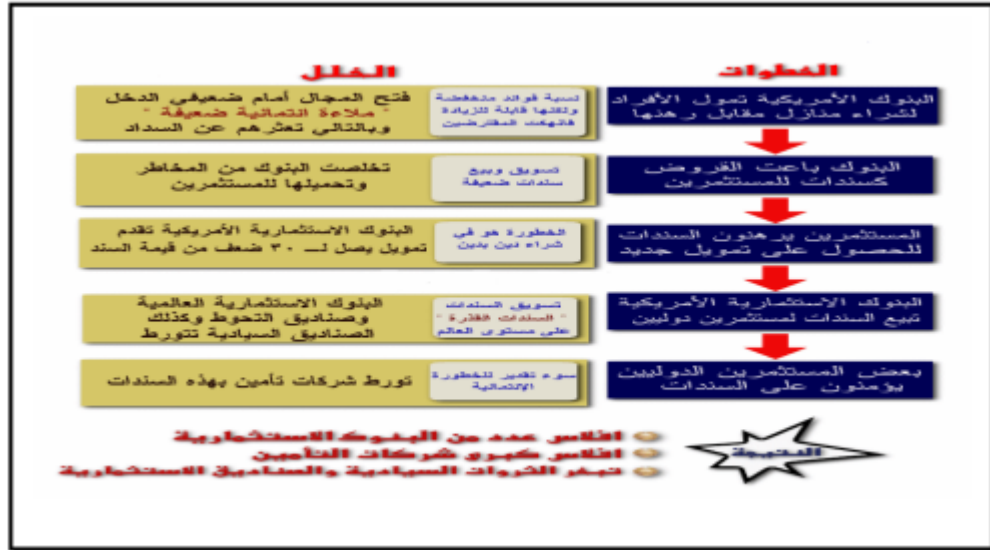 الخطوات
الخلل
البنوك الأمريكية تمول الأفراد
لشراء منازل مقابل رهنها
نسبة فوائد منخفضة
ولكنها قابلة للزيادة
فانهكت المقترضين
فتح المجال أمام ضعيفي الدخل
" ملاءة ائتمانية ضعيفة "
وبالتالي تعثرهم عن السداد
البنوك باعت القروض
كسندات للمستثمرين
تسويق وبيع
سندات ضعيفة
تخلصت البنوك من المخاطر
وتحميلها للمستثمرين
المستثمرين يرهنون السندات
للحصول على تمويل جديد
الخطورة هو في
شراء دين بدين
البنوك الاستثمارية الأمريكية تقدم
تمويل يصل لـــ ٣٠ ضعف من قيمة السند
البنوك الاستثمارية الأمريكية
تبيع السندات لمستثمرين دوليين
تسويق السندات
" السندات القذرة "
على مستوى العالم
البنوك الاستثمارية العالمية
وصناديق التحوط وكذلك
الصناديق السيادية تتورط
بعض المستثمرين الدوليين
يؤمنون على السندات
سوء تقدير للخطورة
الإئتمانية
تورط شركات تأمين بهذه السندات
النتيجة
افلاس عدد من البنوك الاستثمارية
افلاس كبرى شركات التأمين
تبخر الثروات السيادية والصناديق الاستثمارية